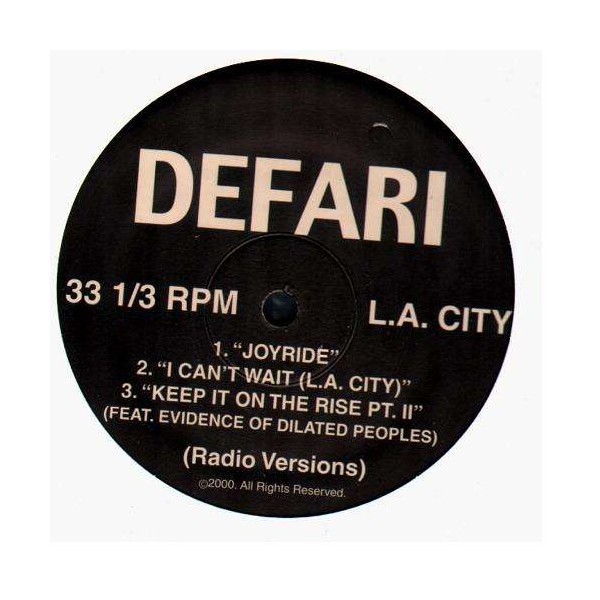 DEFARI
33 1/3 RPM
L.A. CITY
1. “JOYRIDE”
2. “I CAN’T WAIT (L.A. CITY)”
3. “KEEP IT ON THE RISE PT. II”
(FEAT. EVIDENCE OF DILATED PEOPLES)
(Radio Versions)
©2000. All Rights Reserved.